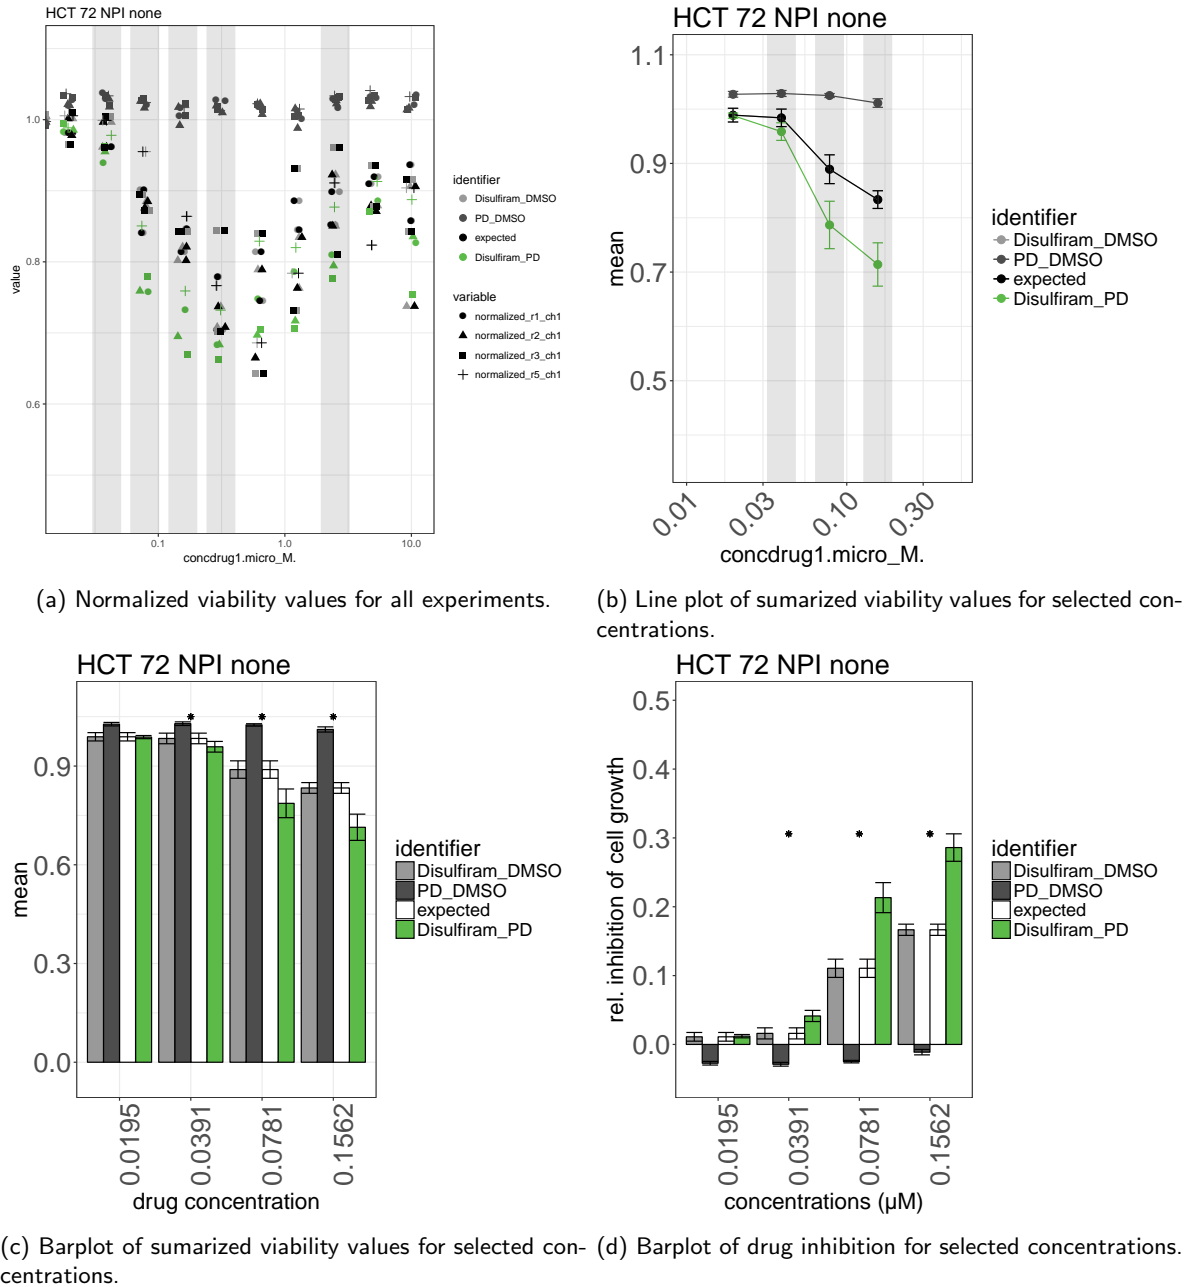 HCT 72 NPI none
1.0
0.8
0.6
value
0.1
1.0
10.0
concdrug1.micro_M.
identifier
Disulfiram_DMSO
PD_DMSO
expected
Disulfiram_PD
variable
normalized_r1_ch1
normalized_r2_ch1
normalized_r3_ch1
normalized_r5_ch1
(a) Normalized viability values for all experiments.
HCT 72 NPI none
1.1
0.9
0.7
0.5
mean
0.01
0.03
0.10
0.30
concdrug1.micro_M.
identifier
Disulfiram_DMSO
PD_DMSO
expected
Disulfiram_PD
(b) Line plot of sumarized viability values for selected con-
centrations.
HCT 72 NPI none
0.9
0.6
0.3
0.0
mean
* * *
0.0195
0.0391
0.0781
0.1562
drug concentration
identifier
Disulfiram_DMSO
PD_DMSO
expected
Disulfiram_PD
(c) Barplot of sumarized viability values for selected con-
centrations.
HCT 72 NPI none
0.5
0.4
0.3
0.2
0.1
0.0
rel. inhibition of cell growth
* * *
0.0195
0.0391
0.0781
0.1562
concentrations (µM)
identifier
Disulfiram_DMSO
PD_DMSO
expected
Disulfiram_PD
(d) Barplot of drug inhibition for selected concentrations.